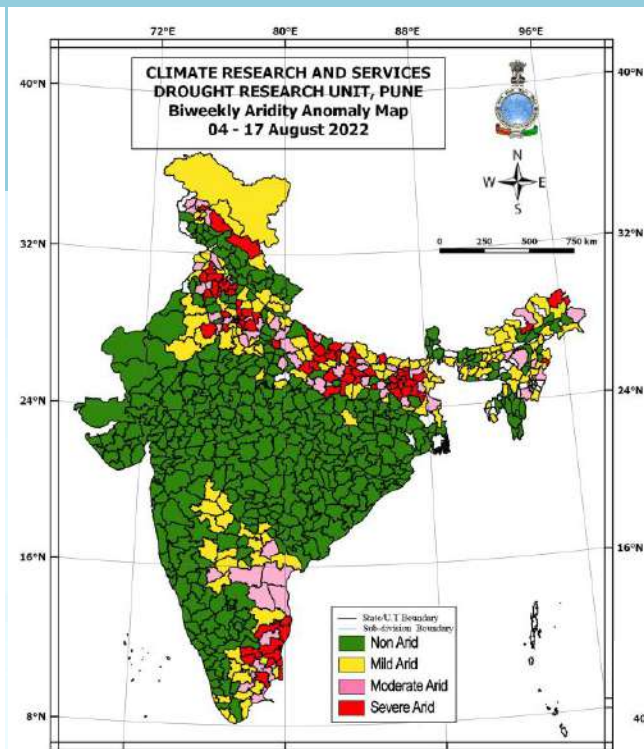 72°E 80°E 88°E 96°E
40°N 40°N
CLIMATE RESEARCH AND SERVICES
DROUGHT RESEARCH UNIT, PUNE
Biweekly Aridity Anomaly Map
04 - 17 August 2022
N
W E
S
32°N 32°N
0 250 500 750 km
24°N 24°N
16°N 16°N
State/U.T Boundary
Sub-division Boundary
Non Arid
Mild Arid
Moderate Arid
Severe Arid
8°N 40